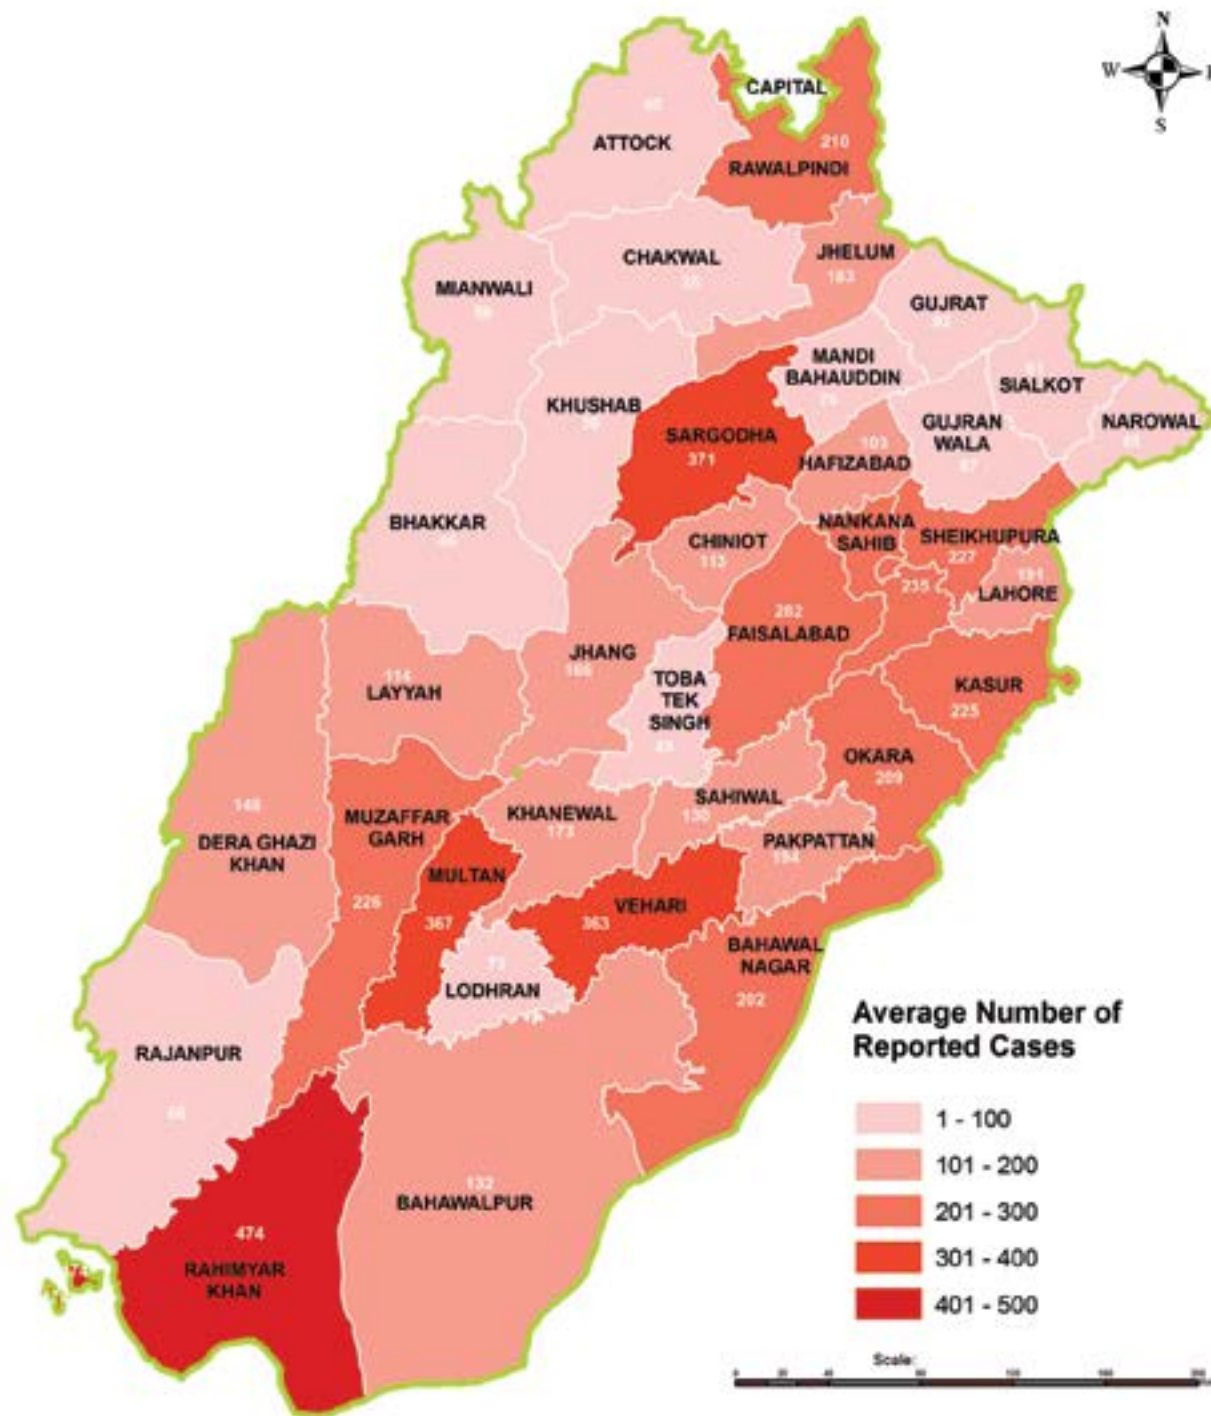 N
W
S
CAPITAL
ATTOCK
210
RAWALPINDI
CHAKWAL
JHELUM
183
MIANWALI
GUJRAT
MANDI
BAHAUDDIN
SIALKOT
KHUSHAB
NAROWAL
SARGODHA
371
GUJRAN
WALA
103
HAFIZABAD
BHAKKAR
NANKANA
SAHIB
SHEIKHUPURA
227
CHINIOT
113
235
191
LAHORE
FAISALABAD
JHANG
TOBA
TEK
SINGH
114
LAYYAH
KASUR
225
OKARA
209
SAHIWAL
130
KHANEWAL
173
MUZAFFAR
GARH
226
DERA GHAZI
KHAN
PAKPATTAN
194
MULTAN
367
VEHARI
363
73
LODHRAN
BAHAWAL
NAGAR
202
RAJANPUR
132
BAHAWALPUR
474
RAHIMYAR
KHAN
Average Number of
Reported Cases
1 - 100
101 - 200
201 - 300
301 - 400
401 - 500
Scale: